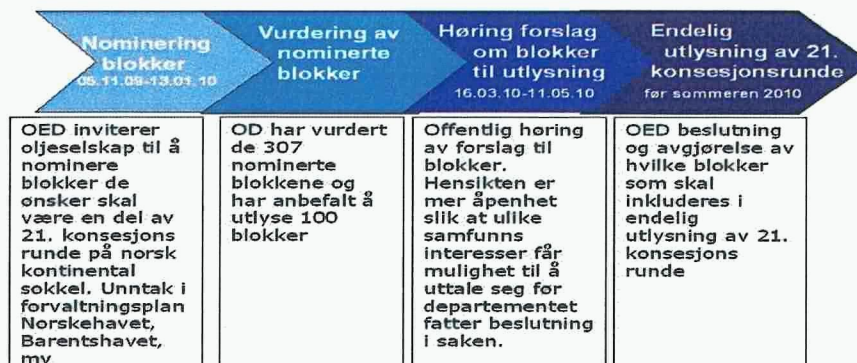 Nominering
blokker
05.11.09-13.01.10
Vurdering av
nominerte
blokker
Høring forslag
om blokker
til utlysning
16.03.10-11.05.10
Endelig
utlysning av 21.
konsesjonsrunde
før sommeren 2010
OED inviterer
oljeselskap til å
nominere
blokker de
ønsker skal
være en del av
21. konsesjons
runde på norsk
kontinental
sokkel. Unntak i
forvaltningsplan
Norskehavet,
Barentshavet,
mv
OD har vurdert
de 307
nominerte
blokkene og
har anbefalt å
utlyse 100
blokker
Offentlig høring
av forslag til
blokker.
Hensikten er
mer åpenhet
slik at ulike
samfunns
interesser får
mulighet til å
uttale seg før
departementet
fatter beslutning
i saken.
OED beslutning
og avgjørelse av
hvilke blokker
som skal
inkluderes i
endelig
utlysning av 21.
konsesjons
runde